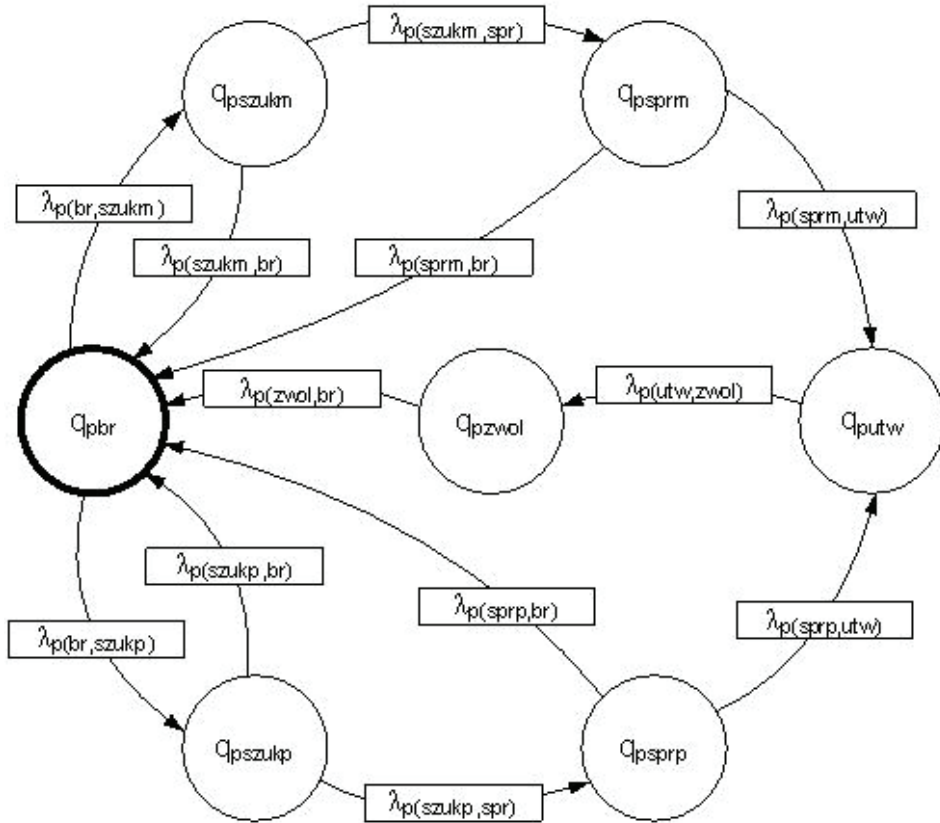 λp(szukm,spr)
qpszukm
qpsprm
λp(br,szukm)
λp(sprm,utw)
λp(szukm,br)
λp(sprm,br)
λp(zwol,br)
λp(utw,zwol)
qpbr
qpzwol
qputw
λp(szukp,br)
λp(sprp,br)
λp(sprp,utw)
λp(br,szukp)
qpszukp
qpsprp
λp(szukp,spr)